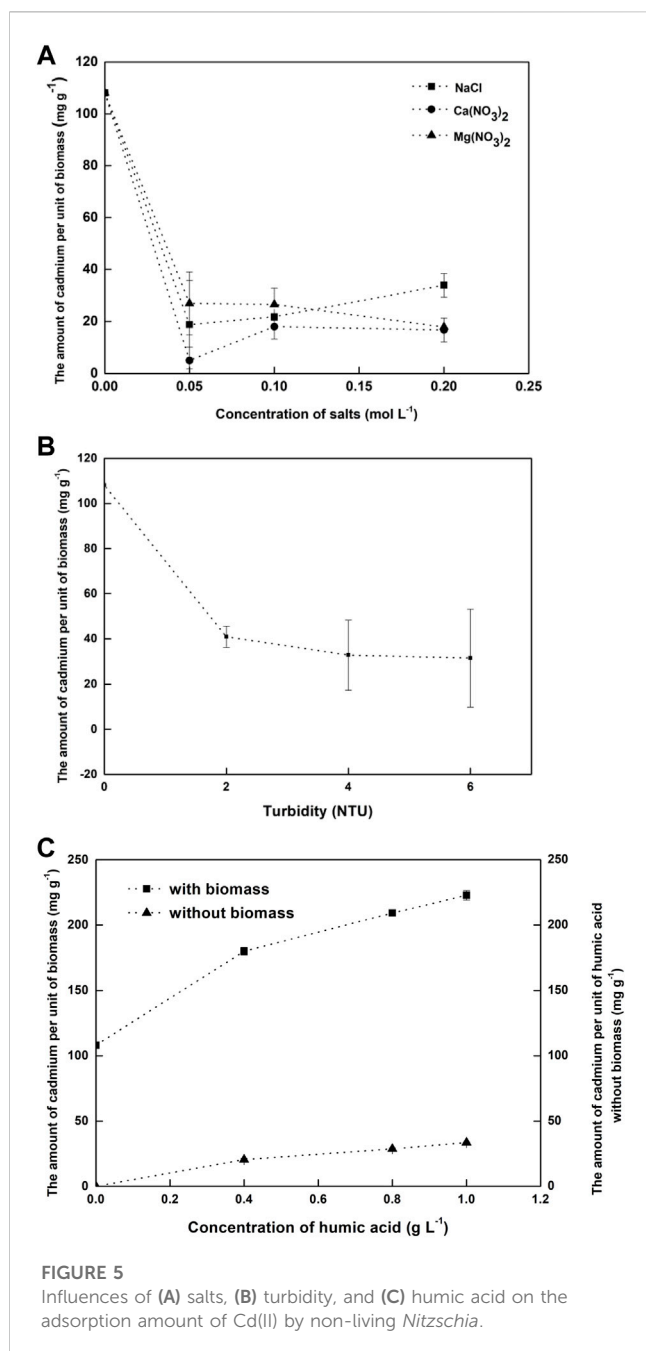 A
The amount of cadmium per unit of biomass (mg g⁻¹)
120
100
80
60
40
20
0
NaCl
Ca(NO₃)₂
Mg(NO₃)₂
0.00 0.05 0.10 0.15 0.20 0.25
Concentration of salts (mol L⁻¹)
B
The amount of cadmium per unit of biomass (mg g⁻¹)
120
100
80
60
40
20
0
-20
0 2 4 6
Turbidity (NTU)
C
The amount of cadmium per unit of biomass (mg g⁻¹)
250
200
150
100
50
0
with biomass
without biomass
250
200
150
100
50
0
The amount of cadmium per unit of humic acid
without biomass (mg g⁻¹)
0.0 0.2 0.4 0.6 0.8 1.0 1.2
Concentration of humic acid (g L⁻¹)
FIGURE 5
Influences of (A) salts, (B) turbidity, and (C) humic acid on the
adsorption amount of Cd(II) by non-living Nitzschia.